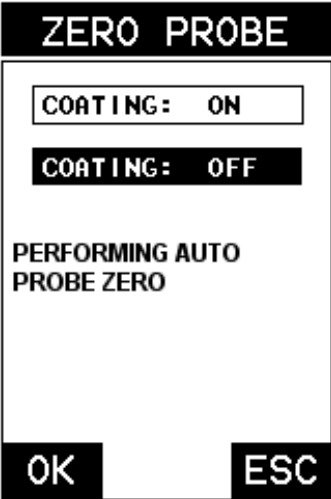 ZERO PROBE
COATING: ON
COATING: OFF
PERFORMING AUTO
PROBE ZERO
OK ESC